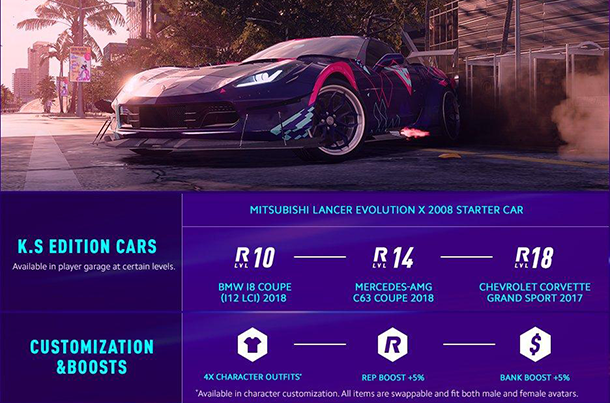 MITSUBISHI LANCER EVOLUTION X 2008 STARTER CAR
K.S EDITION CARS
Available in player garage at certain levels.
R LVL 10
R LVL 14
R LVL 18
BMW I8 COUPE
(I12 LCI) 2018
MERCEDES-AMG
C63 COUPE 2018
CHEVROLET CORVETTE
GRAND SPORT 2017
CUSTOMIZATION
&BOOSTS
R
$
4X CHARACTER OUTFITS*
REP BOOST +5%
BANK BOOST +5%
*Available in character customization. All items are swappable and fit both male and female avatars.